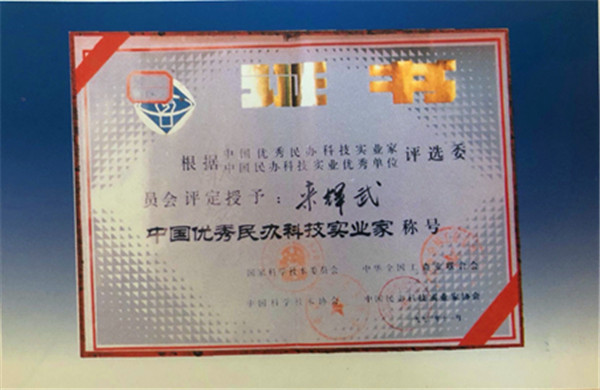 证书
根据中国优秀民办科技实业家
中国民办科技实业优秀单位评选委
员会评定授予：来辉武
中国优秀民办科技实业家称号
国家科学技术委员会 中华全国工商业联合会
中国科学技术协会 中国民办科技实业家协会